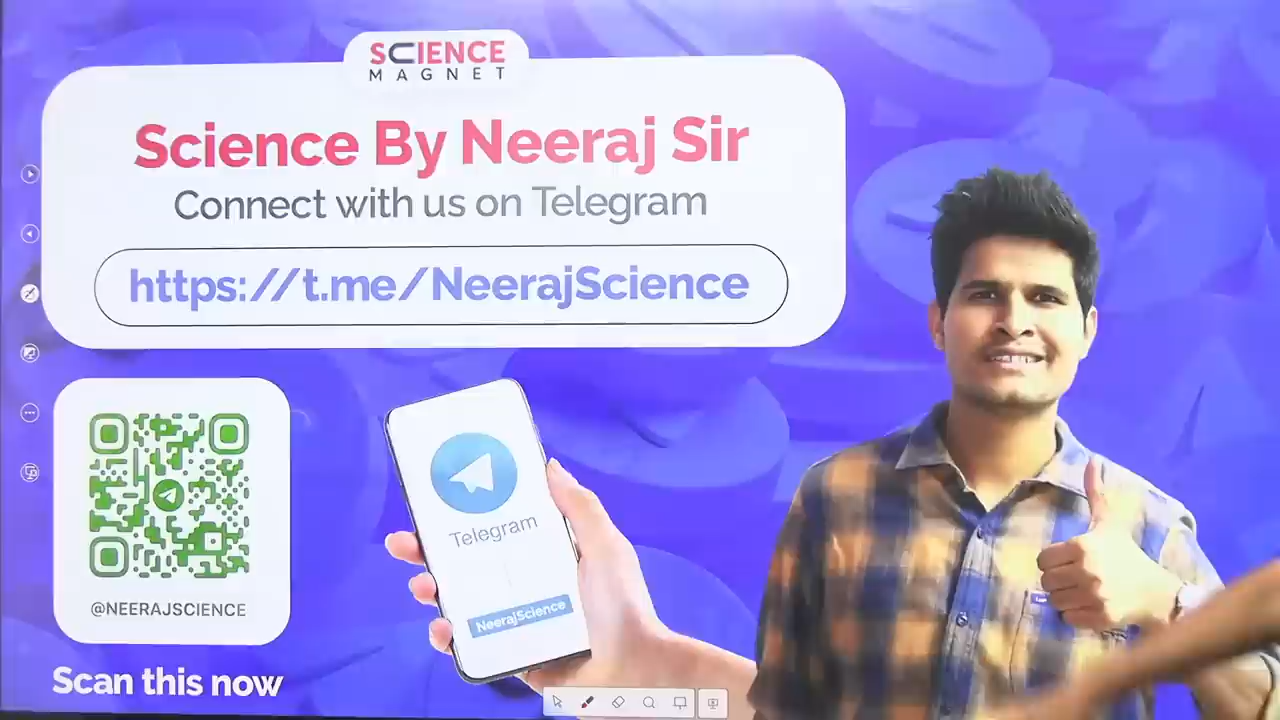 SCIENCE
MAGNET
Science By Neeraj Sir
Connect with us on Telegram
https://t.me/NeerajScience
Telegram
NeerajScience
@NEERAJSCIENCE
Scan this now